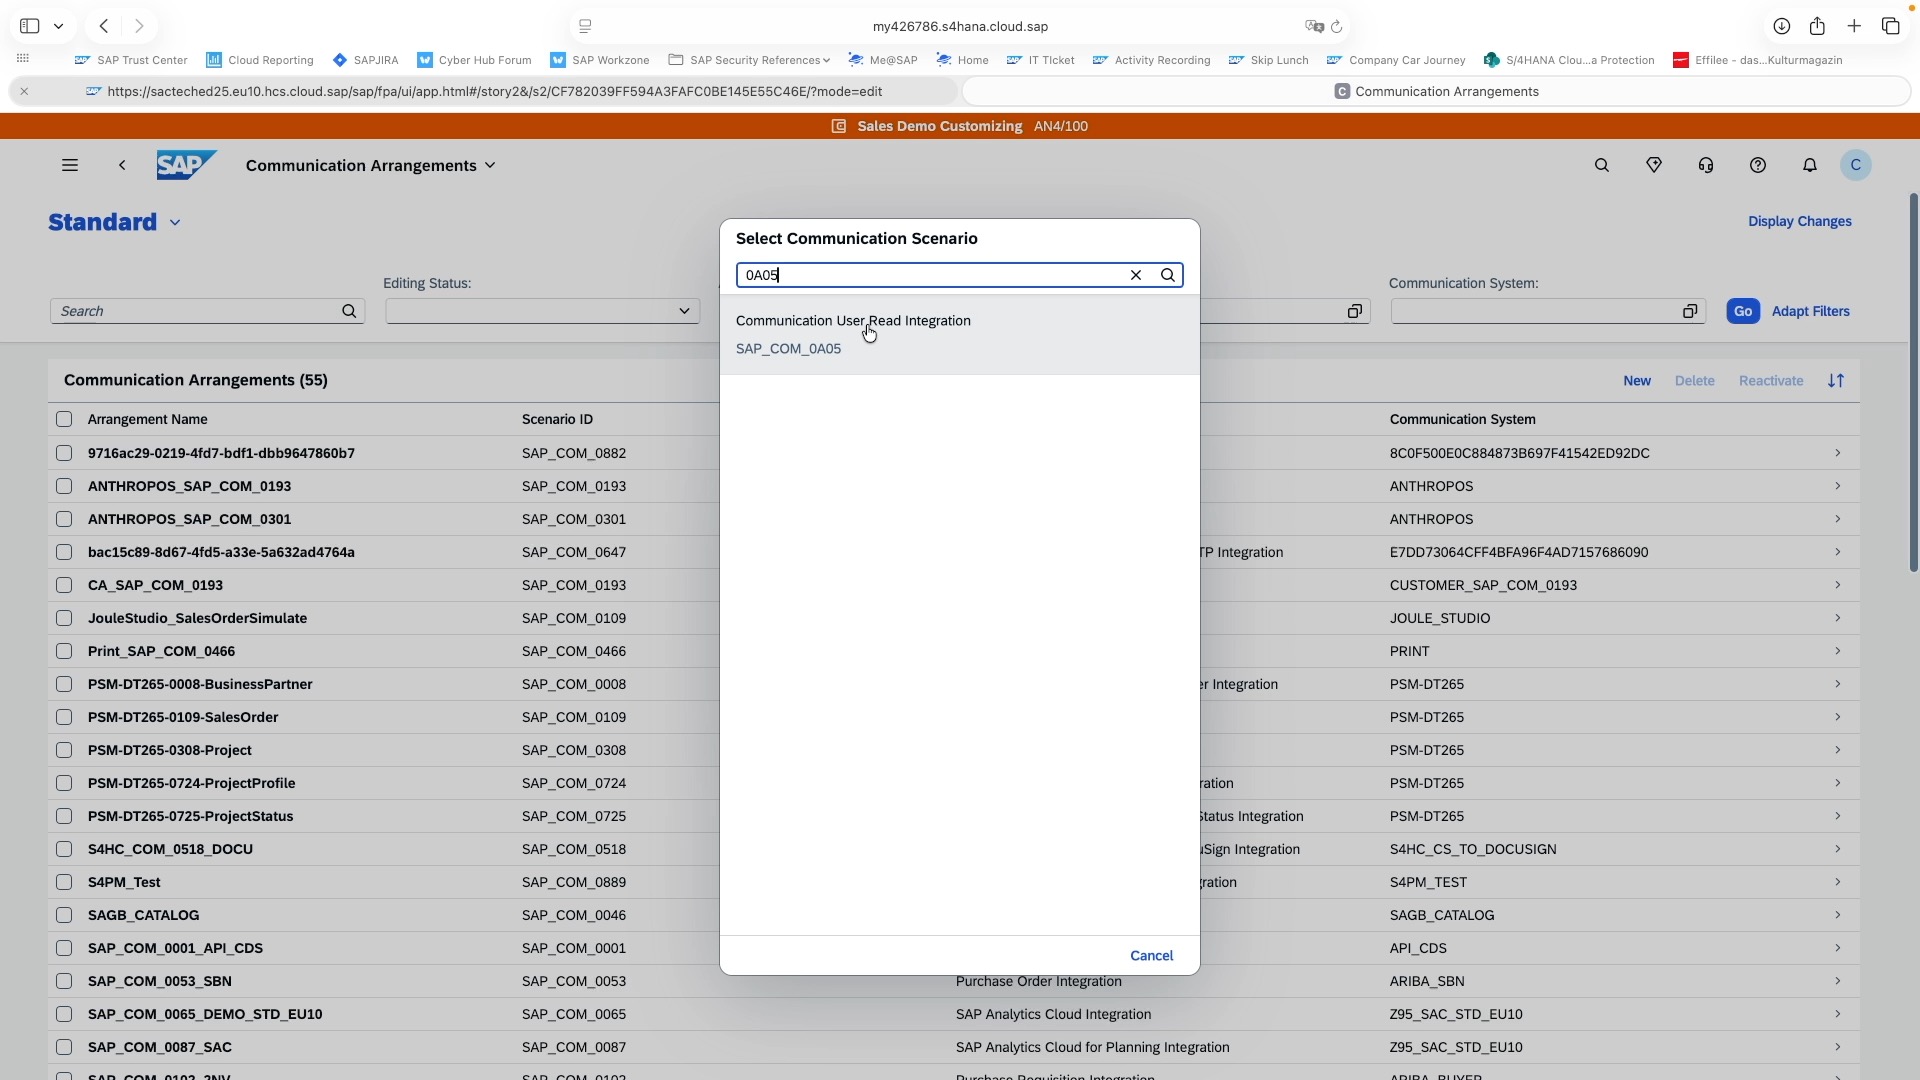 my426786.s4hana.cloud.sap
SAP Trust Center
Cloud Reporting
SAPJIRA
Cyber Hub Forum
SAP Workzone
SAP Security References
Me@SAP
Home
IT TIcket
Activity Recording
Skip Lunch
Company Car Journey
S/4HANA Clou...a Protection
Effilee - das...Kulturmagazin
https://sacteched25.eu10.hcs.cloud.sap/sap/fpa/ui/app.html#/story2&/s2/CF782039FF594A3FAFC0BE145E55C46E/?mode=edit
C Communication Arrangements
Sales Demo Customizing AN4/100
SAP Communication Arrangements
C
Standard
Display Changes
Editing Status:
Communication System:
Search
Go
Adapt Filters
Select Communication Scenario
0A05
Communication User Read Integration
SAP_COM_0A05
Cancel
Communication Arrangements (55)
New
Delete
Reactivate
Arrangement Name Scenario ID Communication System
9716ac29-0219-4fd7-bdf1-dbb9647860b7 SAP_COM_0882 8C0F500E0C884873B697F41542ED92DC
ANTHROPOS_SAP_COM_0193 SAP_COM_0193 ANTHROPOS
ANTHROPOS_SAP_COM_0301 SAP_COM_0301 ANTHROPOS
bac15c89-8d67-4fd5-a33e-5a632ad4764a SAP_COM_0647 TP Integration E7DD73064CFF4BFA96F4AD7157686090
CA_SAP_COM_0193 SAP_COM_0193 CUSTOMER_SAP_COM_0193
JouleStudio_SalesOrderSimulate SAP_COM_0109 JOULE_STUDIO
Print_SAP_COM_0466 SAP_COM_0466 PRINT
PSM-DT265-0008-BusinessPartner SAP_COM_0008 er Integration PSM-DT265
PSM-DT265-0109-SalesOrder SAP_COM_0109 PSM-DT265
PSM-DT265-0308-Project SAP_COM_0308 PSM-DT265
PSM-DT265-0724-ProjectProfile SAP_COM_0724 ration PSM-DT265
PSM-DT265-0725-ProjectStatus SAP_COM_0725 Status Integration PSM-DT265
S4HC_COM_0518_DOCU SAP_COM_0518 uSign Integration S4HC_CS_TO_DOCUSIGN
S4PM_Test SAP_COM_0889 gration S4PM_TEST
SAGB_CATALOG SAP_COM_0046 SAGB_CATALOG
SAP_COM_0001_API_CDS SAP_COM_0001 API_CDS
SAP_COM_0053_SBN SAP_COM_0053 Purchase Order Integration ARIBA_SBN
SAP_COM_0065_DEMO_STD_EU10 SAP_COM_0065 SAP Analytics Cloud Integration Z95_SAC_STD_EU10
SAP_COM_0087_SAC SAP_COM_0087 SAP Analytics Cloud for Planning Integration Z95_SAC_STD_EU10
SAP_COM_0102_2NV SAP_COM_0102 Purchase Requisition Integration ARIBA_BUYER